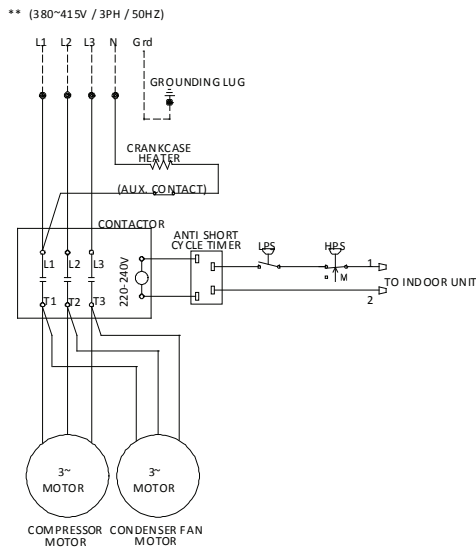 ** (380~415V / 3PH / 50HZ)
L1 L2 L3 N Grd
GROUNDING LUG
CRANKCASE
HEATER
(AUX. CONTACT)
CONTACTOR
ANTI SHORT
CYCLE TIMER
LPS
HPS
L1 L2 L3
220-240V
1
M
TO INDOOR UNIT
2
T1 T2 T3
3~
MOTOR
3~
MOTOR
COMPRESSOR
MOTOR
CONDENSER FAN
MOTOR